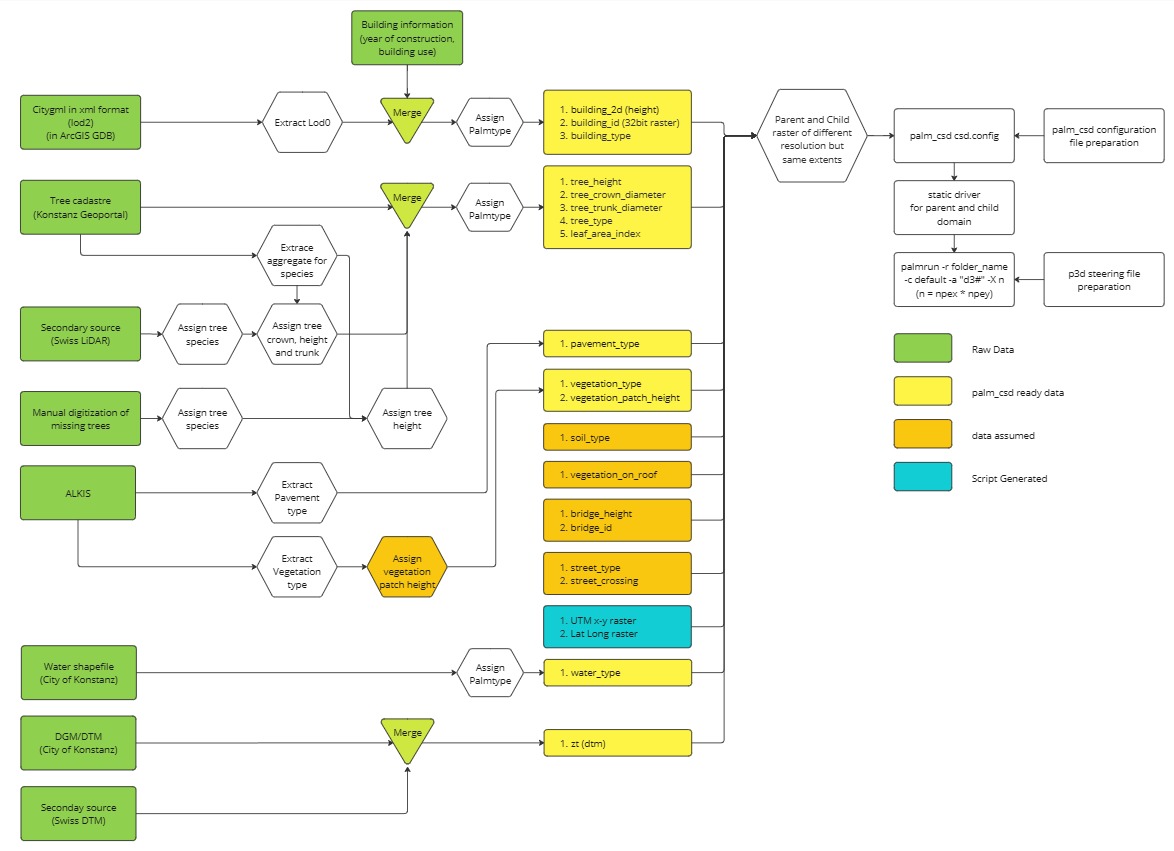 Building information
(year of construction,
building use)
Citygml in xml format
(lod2)
(in ArcGIS GDB)
Extract Lod0
Merge
Assign
Palmtype
1. building_2d (height)
2. building_id (32bit raster)
3. building_type
Parent and Child
raster of different
resolution but
same extents
palm_csd csd.config
palm_csd configuration
file preparation
Tree cadastre
(Konstanz Geoportal)
Merge
Assign
Palmtype
1. tree_height
2. tree_crown_diameter
3. tree_trunk_diameter
4. tree_type
5. leaf_area_index
static driver
for parent and child
domain
Extrace
aggregate for
species
palmrun -r folder_name
-c default -a "d3#" -X n
(n = npex * npey)
p3d steering file
preparation
Secondary source
(Swiss LiDAR)
Assign tree
species
Assign tree
crown, height
and trunk
1. pavement_type
Raw Data
Manual digitization of
missing trees
Assign tree
species
Assign tree
height
1. vegetation_type
2. vegetation_patch_height
palm_csd ready data
1. soil_type
data assumed
ALKIS
Extract
Pavement
type
1. vegetation_on_roof
Script Generated
1. bridge_height
2. bridge_id
Extract
Vegetation
type
Assign
vegetation
patch height
1. street_type
2. street_crossing
1. UTM x-y raster
2. Lat Long raster
Water shapefile
(City of Konstanz)
Assign
Palmtype
1. water_type
DGM/DTM
(City of Konstanz)
Merge
1. zt (dtm)
Seconday source
(Swiss DTM)